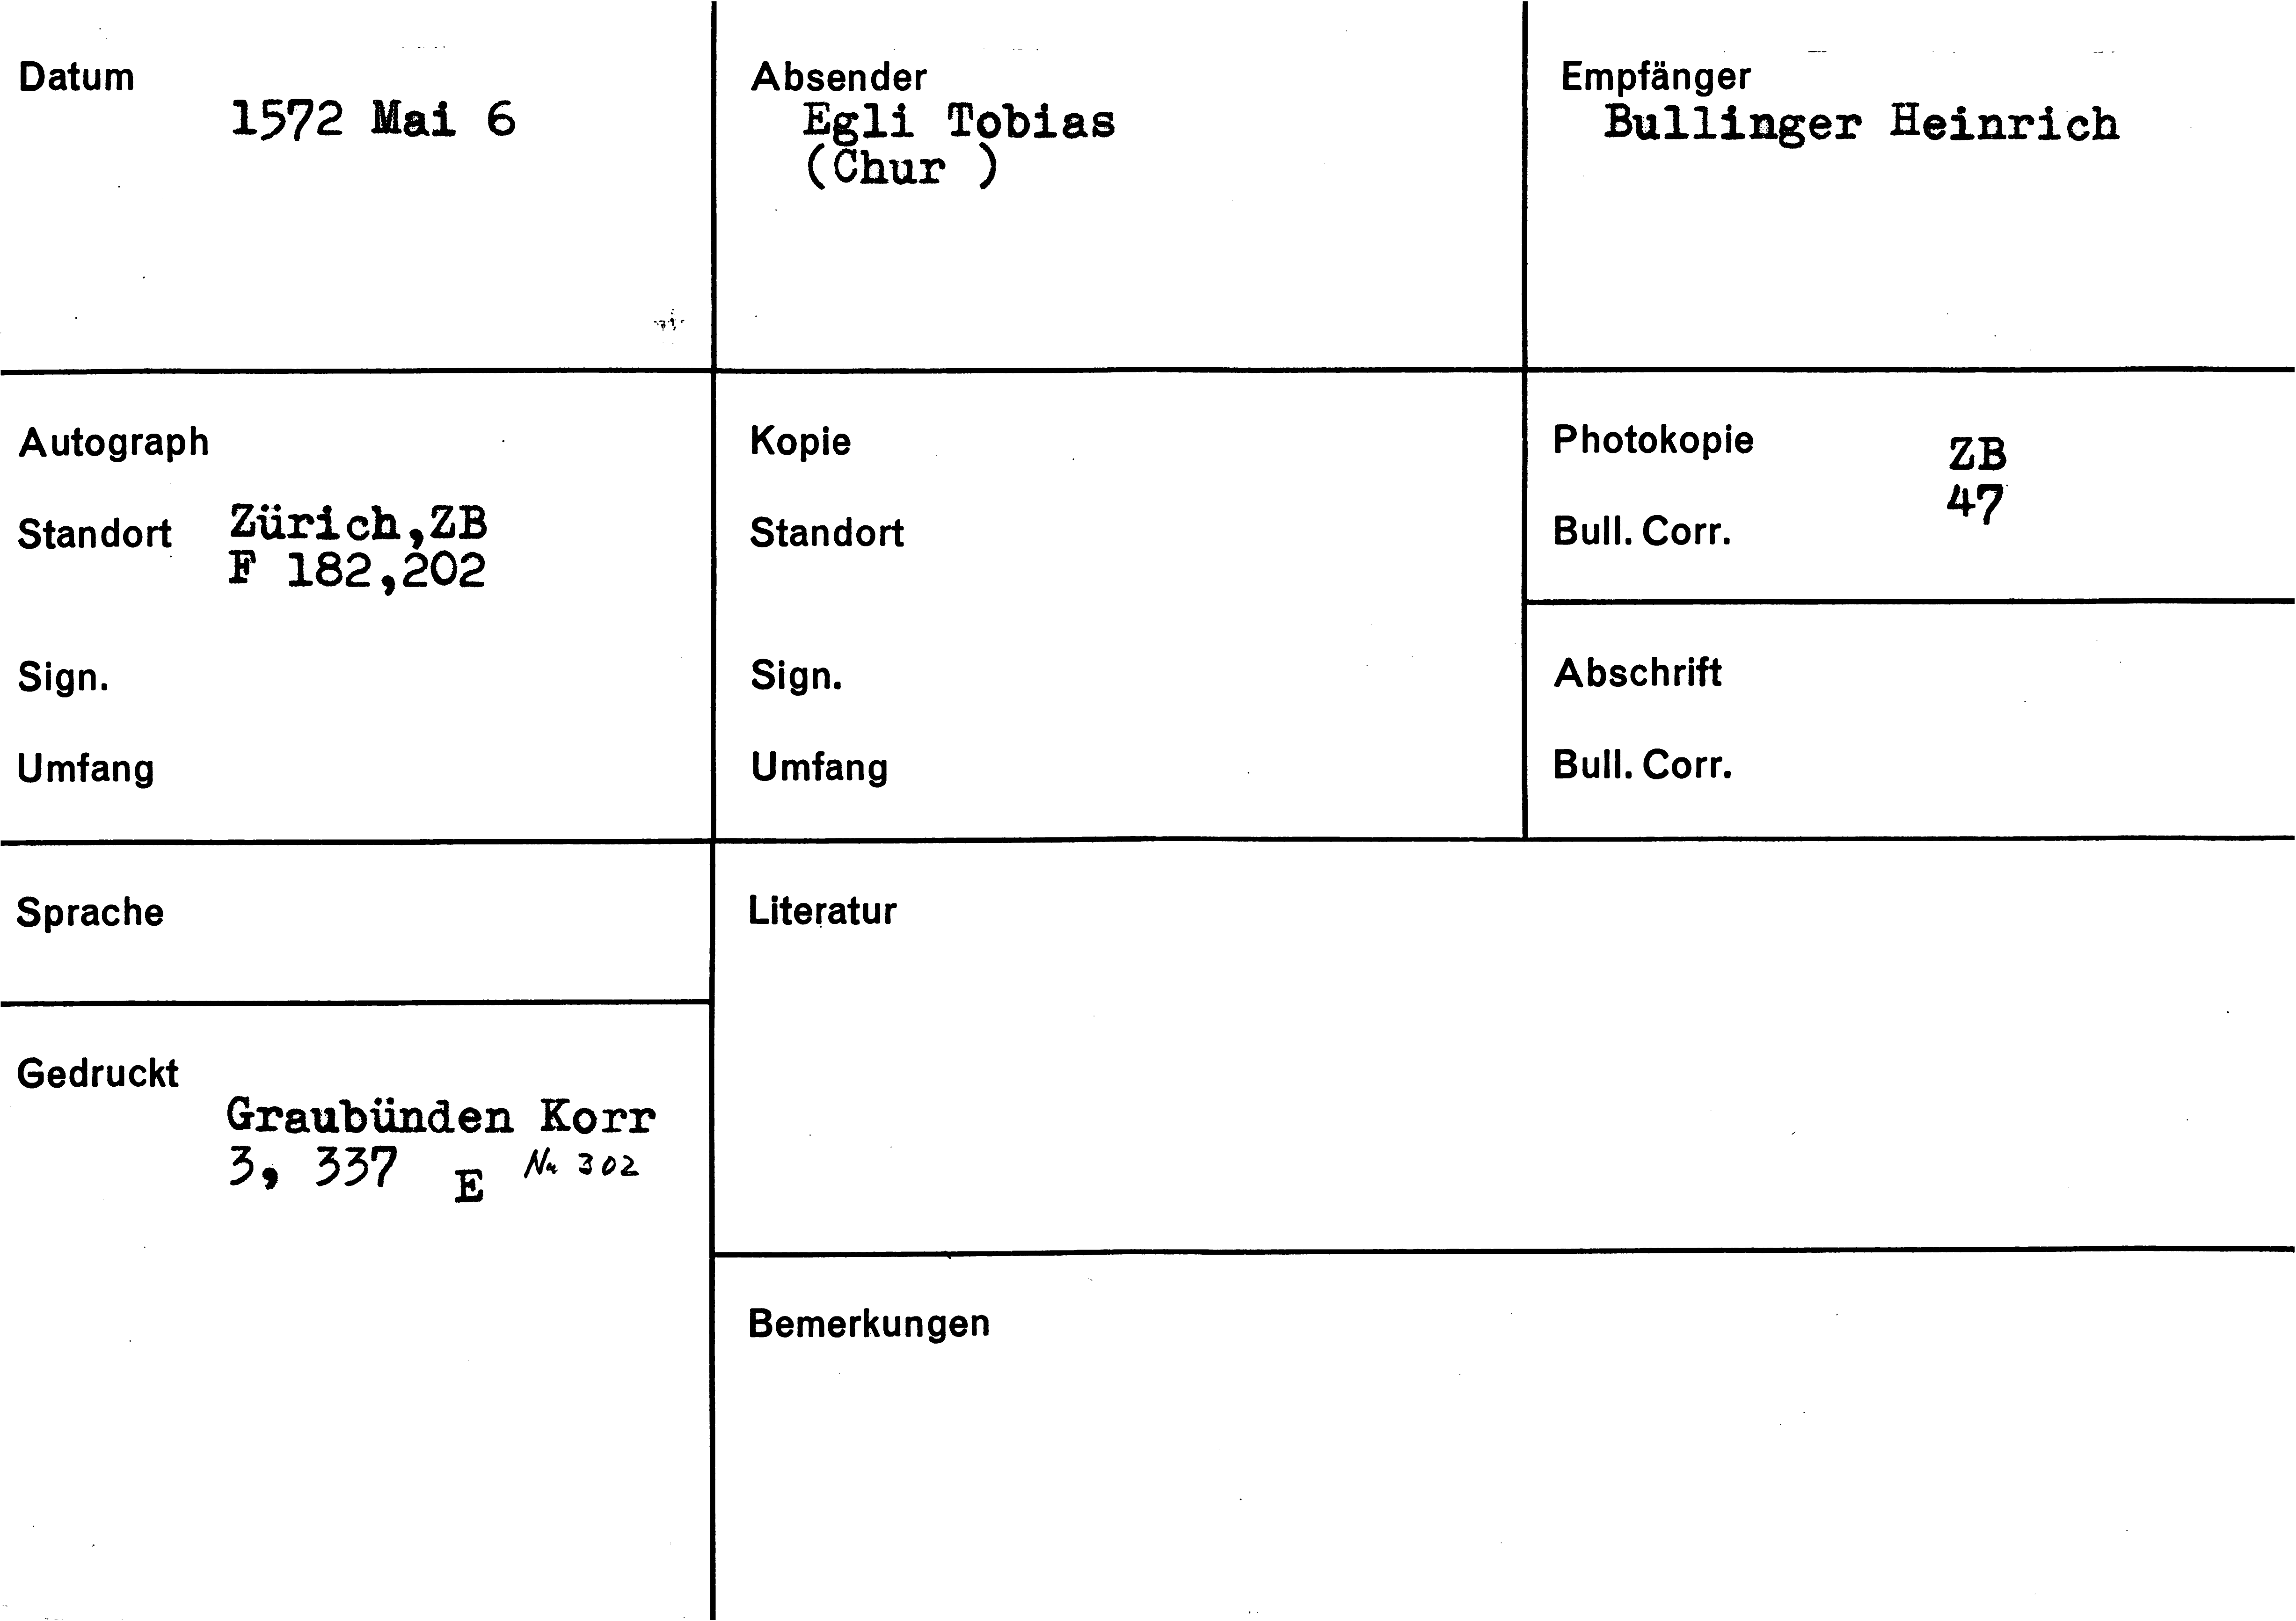 Datum
1572 Mai 6
Absender
Egli Tobias
(Chur )
Empfänger
Bullinger Heinrich
Autograph
Standort Zürich,ZB
F 182,202
Sign.
Umfang
Kopie
Standort
Sign.
Umfang
Photokopie ZB
47
Bull. Corr.
Abschrift
Bull. Corr.
Sprache
Literatur
Gedruckt
Graubünden Korr
3, 337 E Nr 302
Bemerkungen